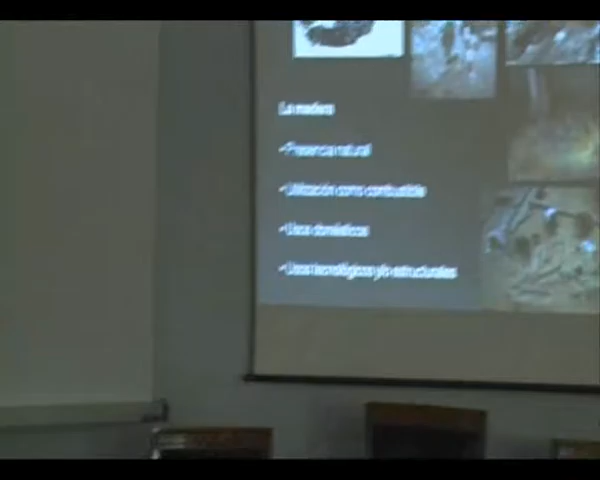 La madera
•Presencia natural
•Utilización como combustible
•Usos domésticos
•Usos tecnológicos y/o estructurales